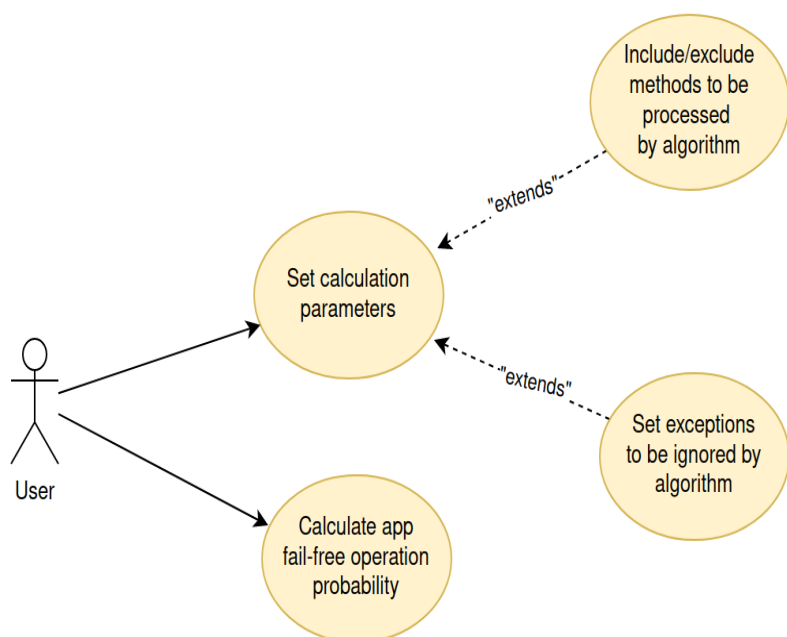 Include/exclude
methods to be
processed
by algorithm
"extends"
Set calculation
parameters
"extends"
Set exceptions
to be ignored by
algorithm
User
Calculate app
fail-free operation
probability